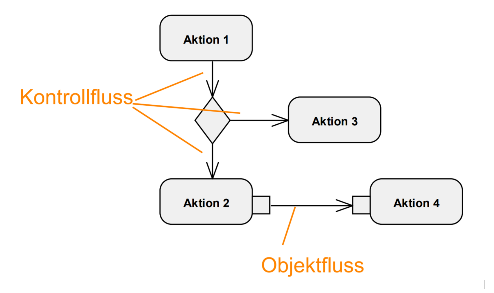 Aktion 1
Kontrollfluss
Aktion 3
Aktion 2
Aktion 4
Objektfluss